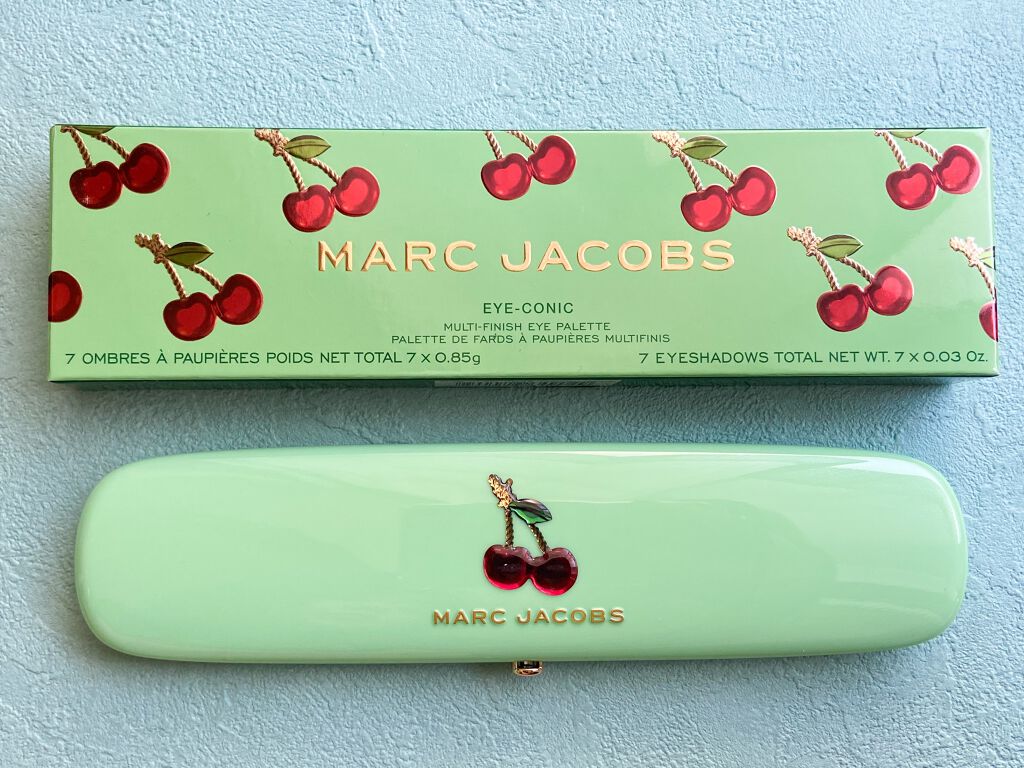 MARC JACOBS
EYE-CONIC
MULTI-FINISH EYE PALETTE
PALETTE DE FARDS À PAUPIÈRES MULTIFINIS
7 OMBRES À PAUPIÈRES POIDS NET TOTAL 7 x 0.85g
7 EYESHADOWS TOTAL NET WT. 7 x 0.03 Oz.
MARC JACOBS